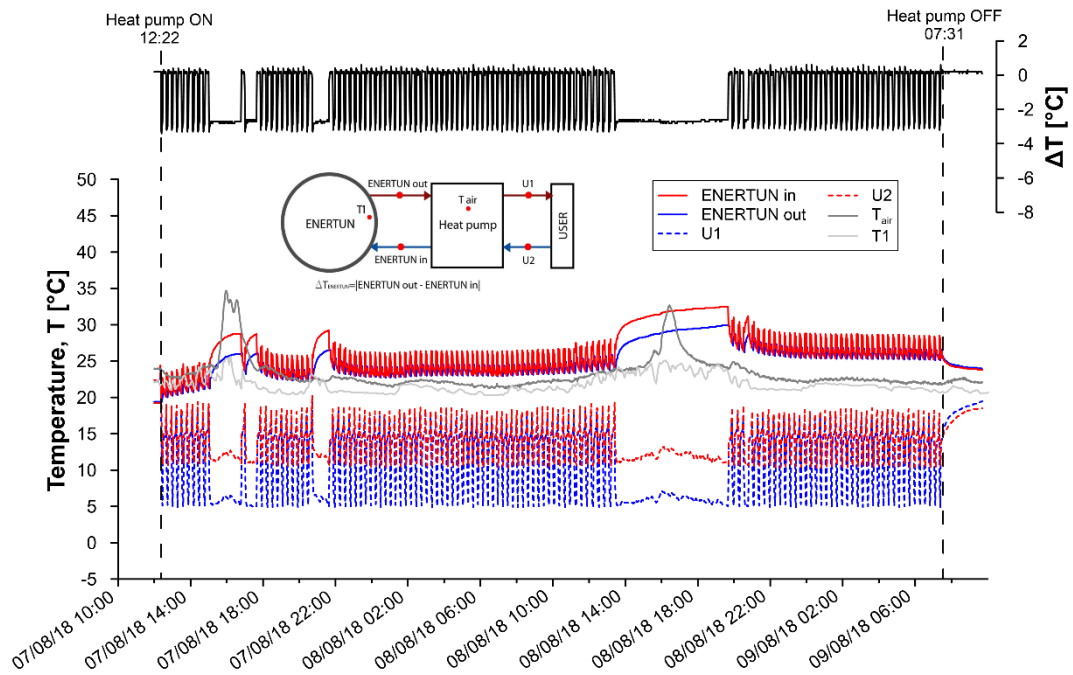 Heat pump ON
12:22
Heat pump OFF
07:31
2
0
-2
-4
-6
-8
ΔT [°C]
50
45
40
35
30
25
20
15
10
5
0
-5
Temperature, T [°C]
ENERTUN out
U1
T1
T air
ENERTUN
Heat pump
USER
ENERTUN in
U2
ΔTENERTUN=|ENERTUN out - ENERTUN in|
ENERTUN in
ENERTUN out
U1
U2
Tair
T1
07/08/18 10:00
07/08/18 14:00
07/08/18 18:00
07/08/18 22:00
08/08/18 02:00
08/08/18 06:00
08/08/18 10:00
08/08/18 14:00
08/08/18 18:00
08/08/18 22:00
09/08/18 02:00
09/08/18 06:00